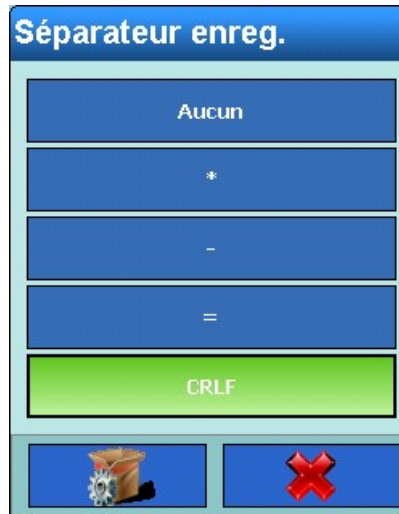 Séparateur enreg.
Aucun
*
-
=
CRLF